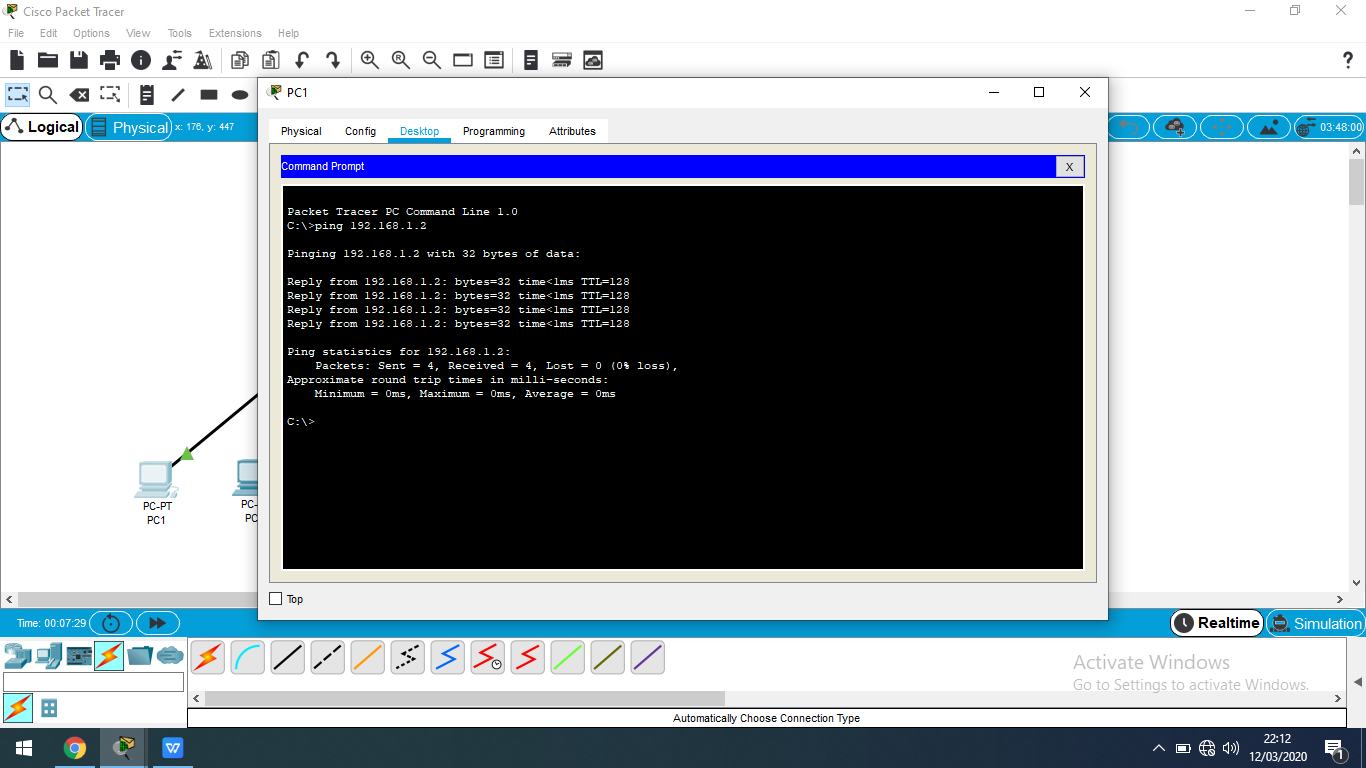 Cisco Packet Tracer
File Edit Options View Tools Extensions Help
?
PC1
Logical Physical x: 176, y: 447
03:48:00
Physical Config Desktop Programming Attributes
Command Prompt
X
Packet Tracer PC Command Line 1.0
C:\>ping 192.168.1.2
Pinging 192.168.1.2 with 32 bytes of data:
Reply from 192.168.1.2: bytes=32 time<1ms TTL=128
Reply from 192.168.1.2: bytes=32 time<1ms TTL=128
Reply from 192.168.1.2: bytes=32 time<1ms TTL=128
Reply from 192.168.1.2: bytes=32 time<1ms TTL=128
Ping statistics for 192.168.1.2:
Packets: Sent = 4, Received = 4, Lost = 0 (0% loss),
Approximate round trip times in milli-seconds:
Minimum = 0ms, Maximum = 0ms, Average = 0ms
C:\>
PC-PT
PC1
PC-
PC
Top
Time: 00:07:29
Realtime Simulation
Activate Windows
Go to Settings to activate Windows.
Automatically Choose Connection Type
22:12
12/03/2020
1